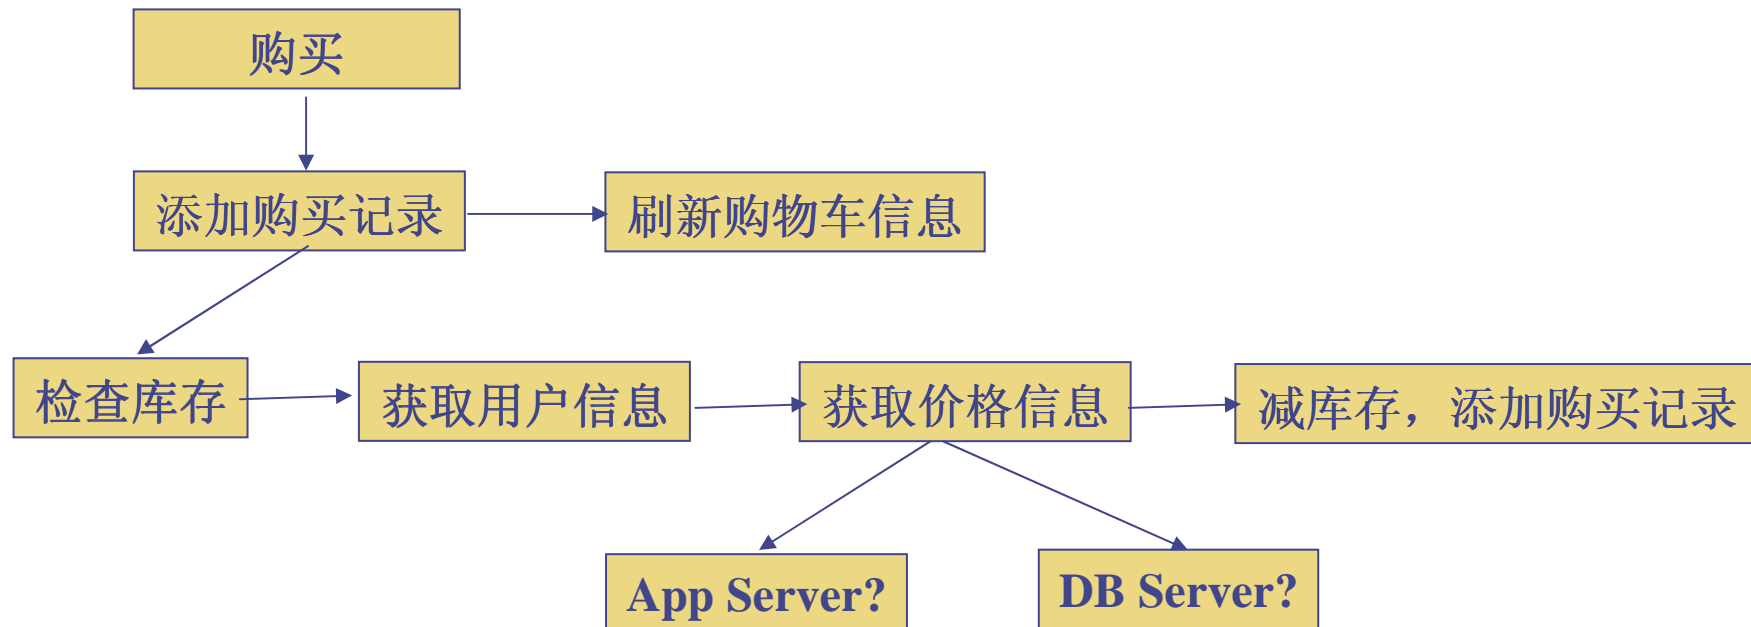 购买
添加购买记录
刷新购物车信息
检查库存
获取用户信息
获取价格信息
减库存，添加购买记录
App Server?
DB Server?